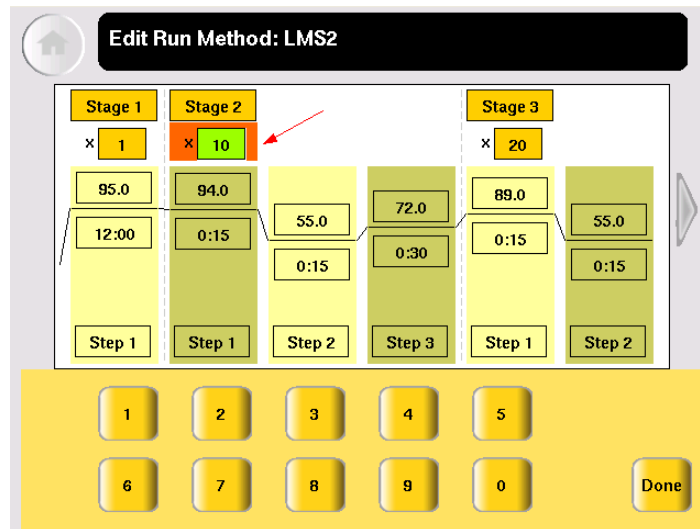 Edit Run Method: LMS2
Stage 1 Stage 2 Stage 3
x 1 x 10 x 20
95.0 94.0 55.0 72.0 89.0 55.0
12:00 0:15 0:15 0:30 0:15 0:15
Step 1 Step 1 Step 2 Step 3 Step 1 Step 2
1 2 3 4 5
6 7 8 9 0 Done